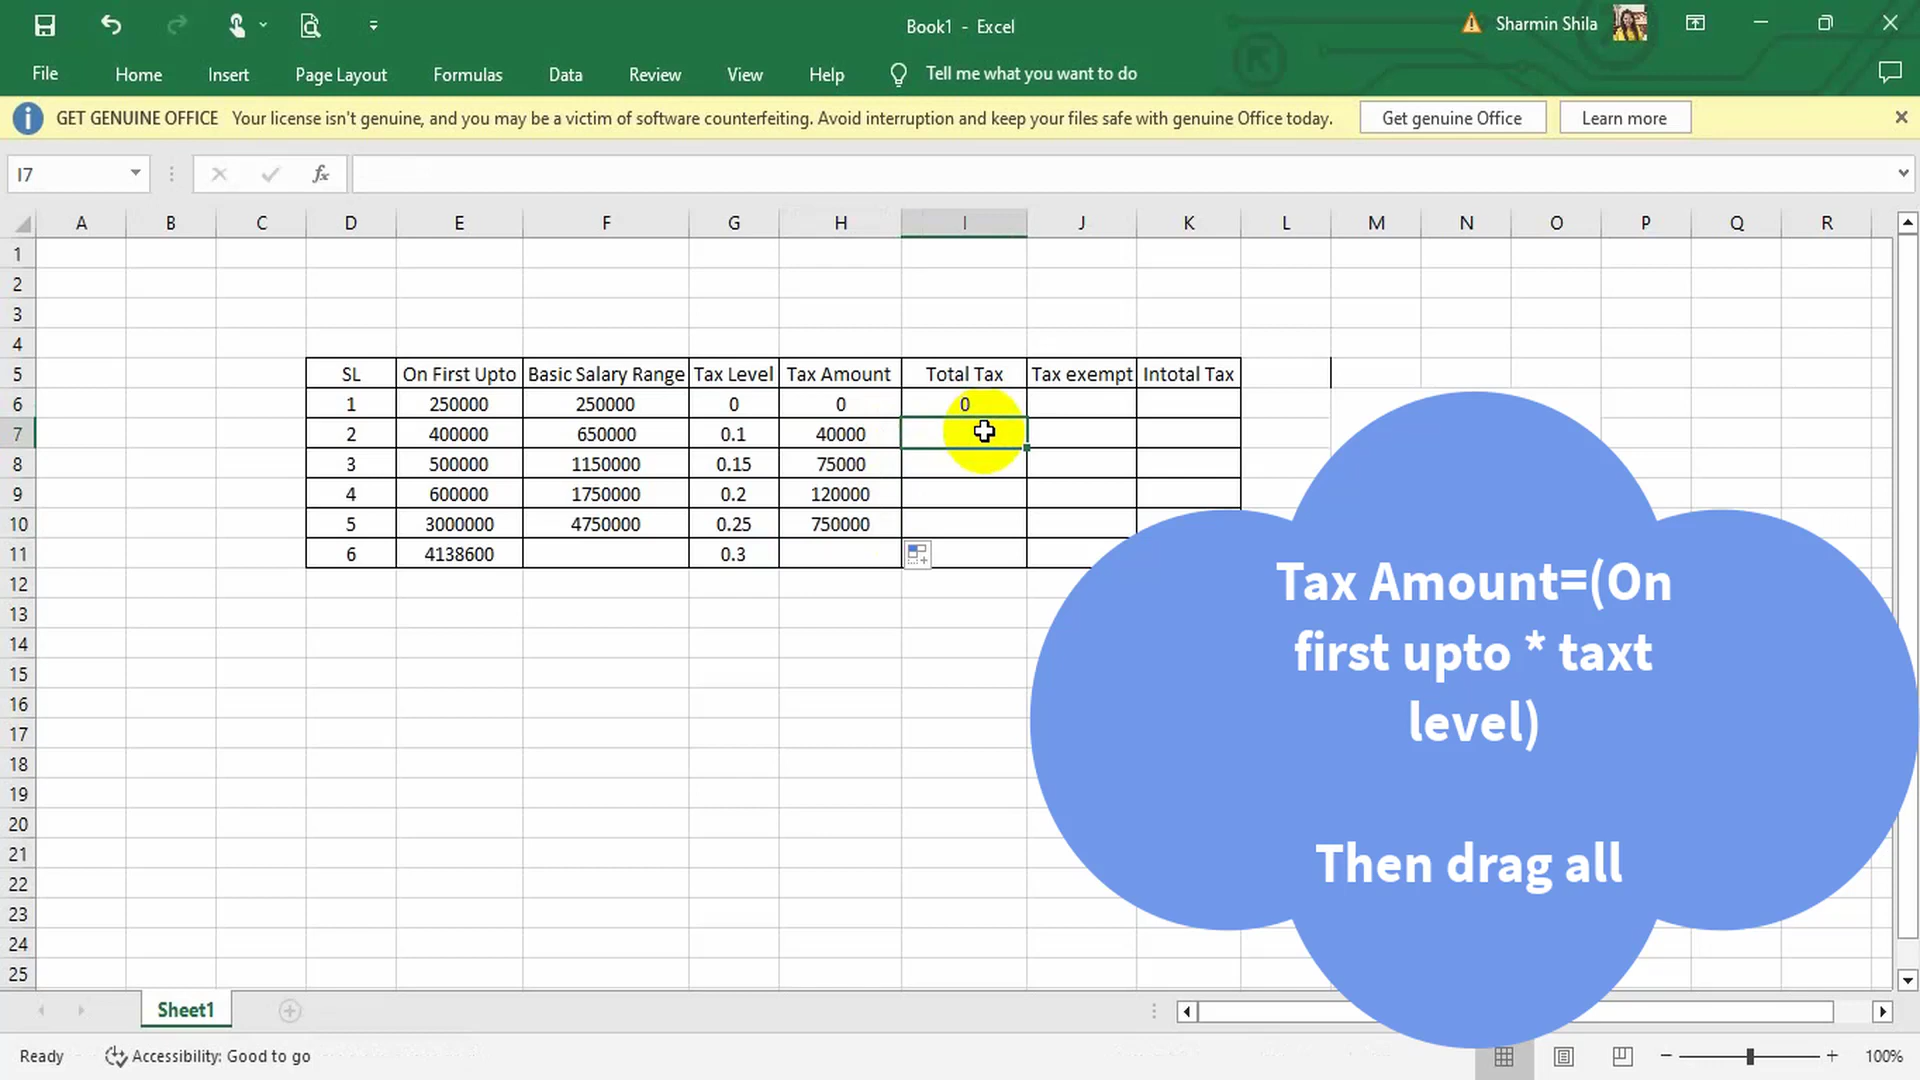 Book1 - Excel
Sharmin Shila
File Home Insert Page Layout Formulas Data Review View Help Tell me what you want to do
GET GENUINE OFFICE Your license isn't genuine, and you may be a victim of software counterfeiting. Avoid interruption and keep your files safe with genuine Office today. Get genuine Office Learn more
I7 fx
A B C D E F G H I J K L M N O P Q R
1
2
3
4
5 SL On First Upto Basic Salary Range Tax Level Tax Amount Total Tax Tax exempt Intotal Tax
6 1 250000 250000 0 0 0
7 2 400000 650000 0.1 40000
8 3 500000 1150000 0.15 75000
9 4 600000 1750000 0.2 120000
10 5 3000000 4750000 0.25 750000
11 6 4138600 0.3
12
13
14
15
16
17
18
19
20
21
22
23
24
25
Tax Amount=(On
first upto * taxt
level)
Then drag all
Sheet1
Ready Accessibility: Good to go 100%